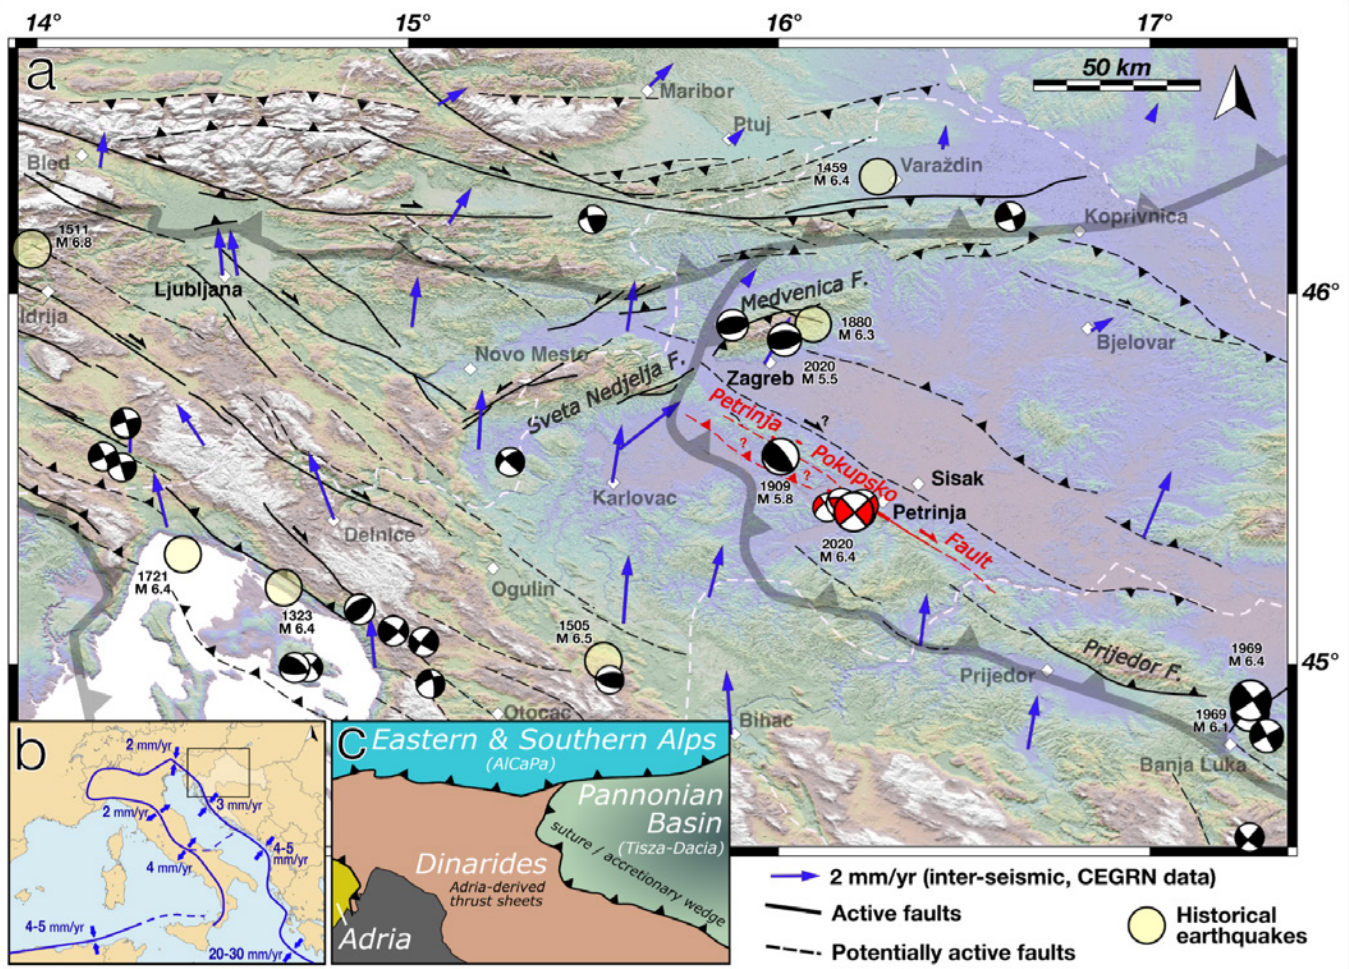 14°
15°
16°
17°
a
50 km
Maribor
Ptuj
Bled
1459
M 6.4
Varaždin
1511
M 6.8
Koprivnica
Ljubljana
46°
Idrija
Medvenica F.
1880
M 6.3
Novo Mesto
Bjelovar
Zagreb
2020
M 5.5
Sveta Nedjelja F.
Petrinja - Pokupsko Fault
?
?
?
Sisak
1909
M 5.8
Karlovac
Petrinja
Delnice
2020
M 6.4
1721
M 6.4
Ogulin
1323
M 6.4
1505
M 6.5
45°
Prijedor F.
1969
M 6.4
Prijedor
Otočac
Bihać
1969
M 6.1
Banja Luka
b
2 mm/yr
3 mm/yr
2 mm/yr
4-5
mm/yr
4 mm/yr
4-5 mm/yr
20-30 mm/yr
C
Eastern & Southern Alps
(AlCaPa)
Pannonian
Basin
(Tisza-Dacia)
suture / accretionary wedge
Dinarides
Adria-derived
thrust sheets
Adria
2 mm/yr (inter-seismic, CEGRN data)
Active faults
Potentially active faults
Historical
earthquakes